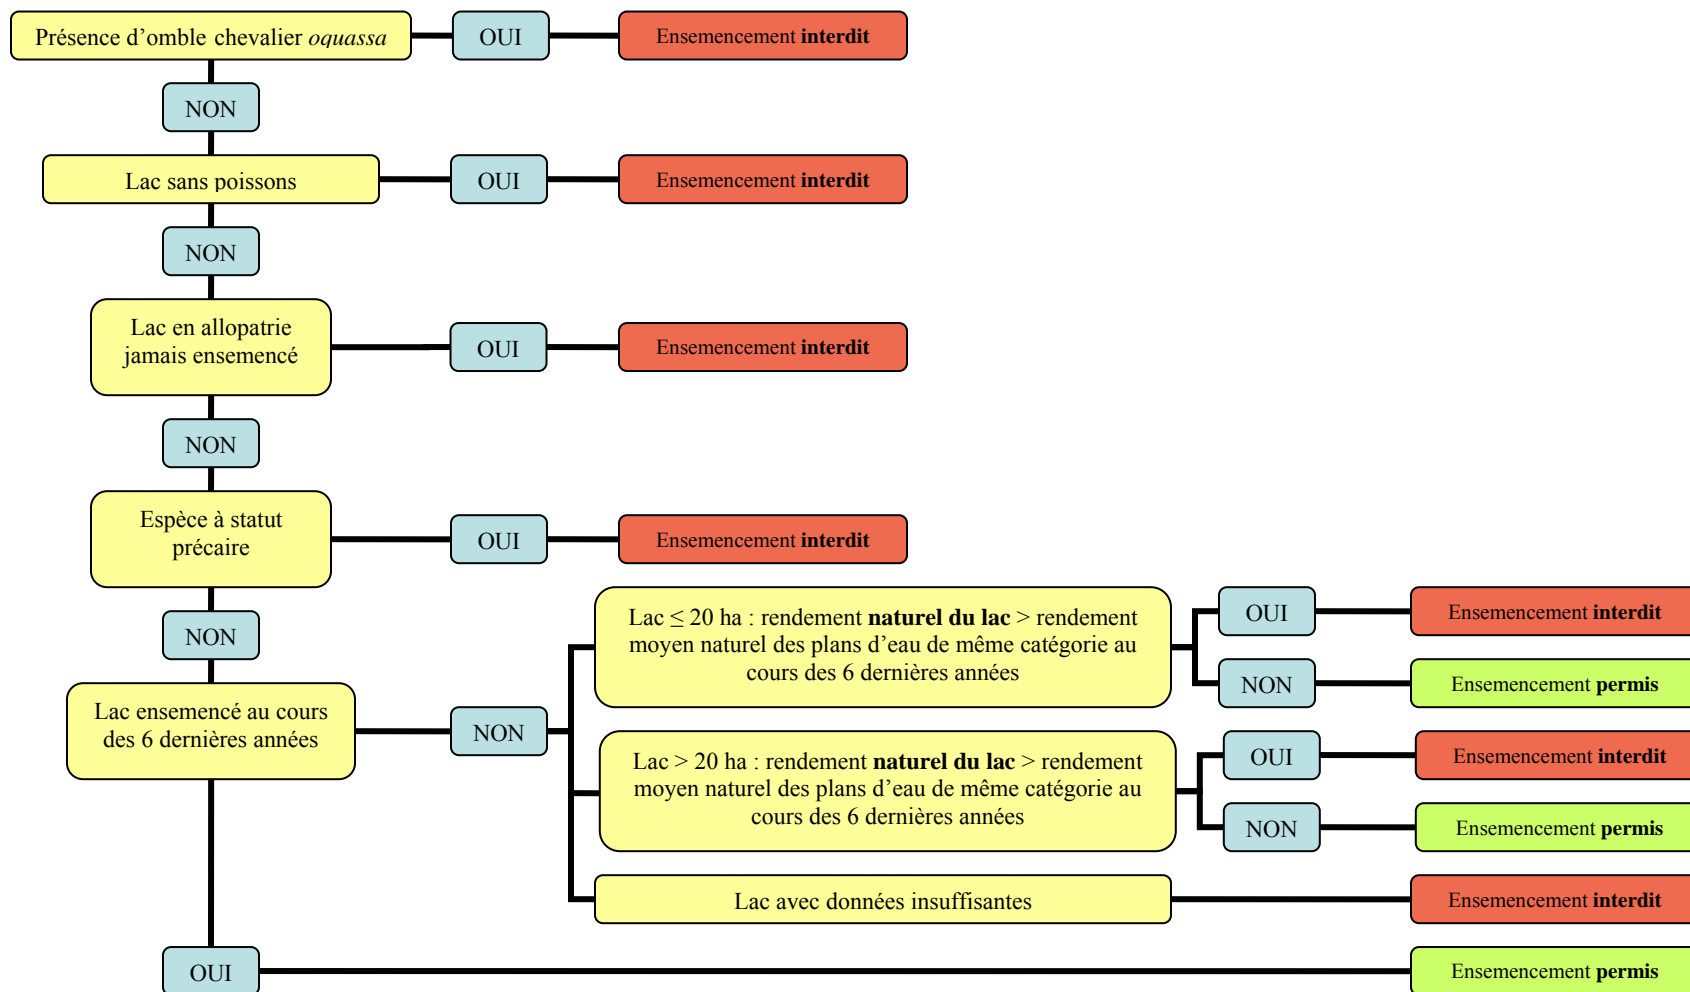 Présence d'omble chevalier oquassa
OUI
Ensemencement interdit
NON
Lac sans poissons
OUI
Ensemencement interdit
NON
Lac en allopatrie
jamais ensemencé
OUI
Ensemencement interdit
NON
Espèce à statut
précaire
OUI
Ensemencement interdit
NON
Lac ensemencé au cours
des 6 dernières années
NON
Lac ≤ 20 ha : rendement naturel du lac > rendement
moyen naturel des plans d'eau de même catégorie au
cours des 6 dernières années
OUI
Ensemencement interdit
NON
Ensemencement permis
Lac > 20 ha : rendement naturel du lac > rendement
moyen naturel des plans d'eau de même catégorie au
cours des 6 dernières années
OUI
Ensemencement interdit
NON
Ensemencement permis
Lac avec données insuffisantes
Ensemencement interdit
OUI
Ensemencement permis